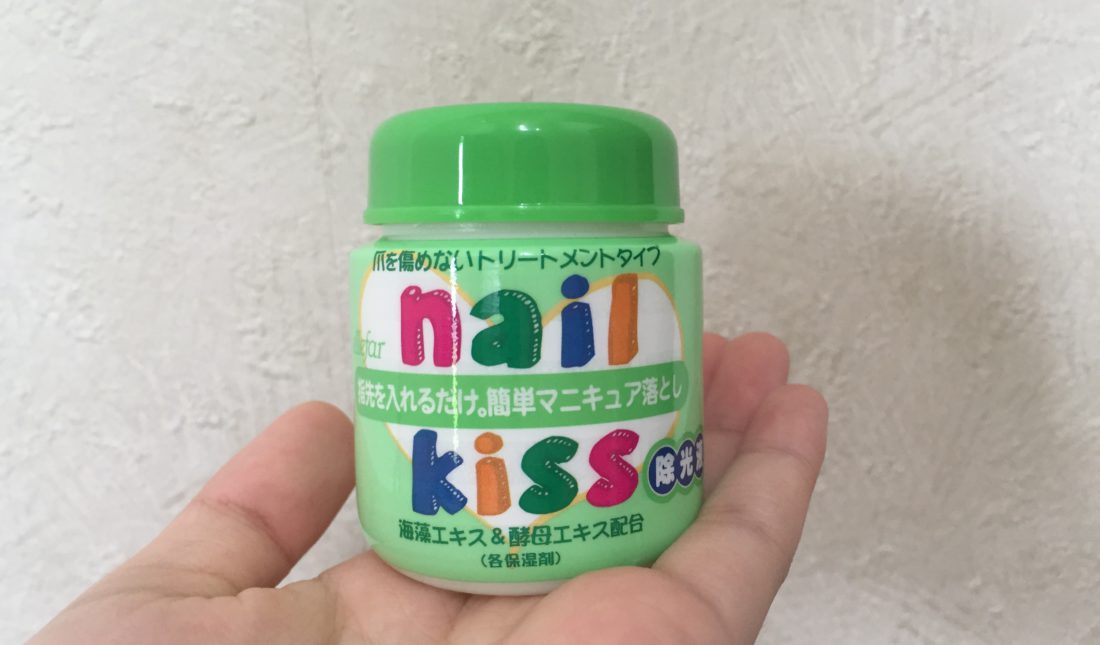 爪を傷めないトリートメントタイプ
nail
指先を入れるだけ。簡単マニキュア落とし
kiss
除光
海藻エキス&酵母エキス配合
(各保湿剤)